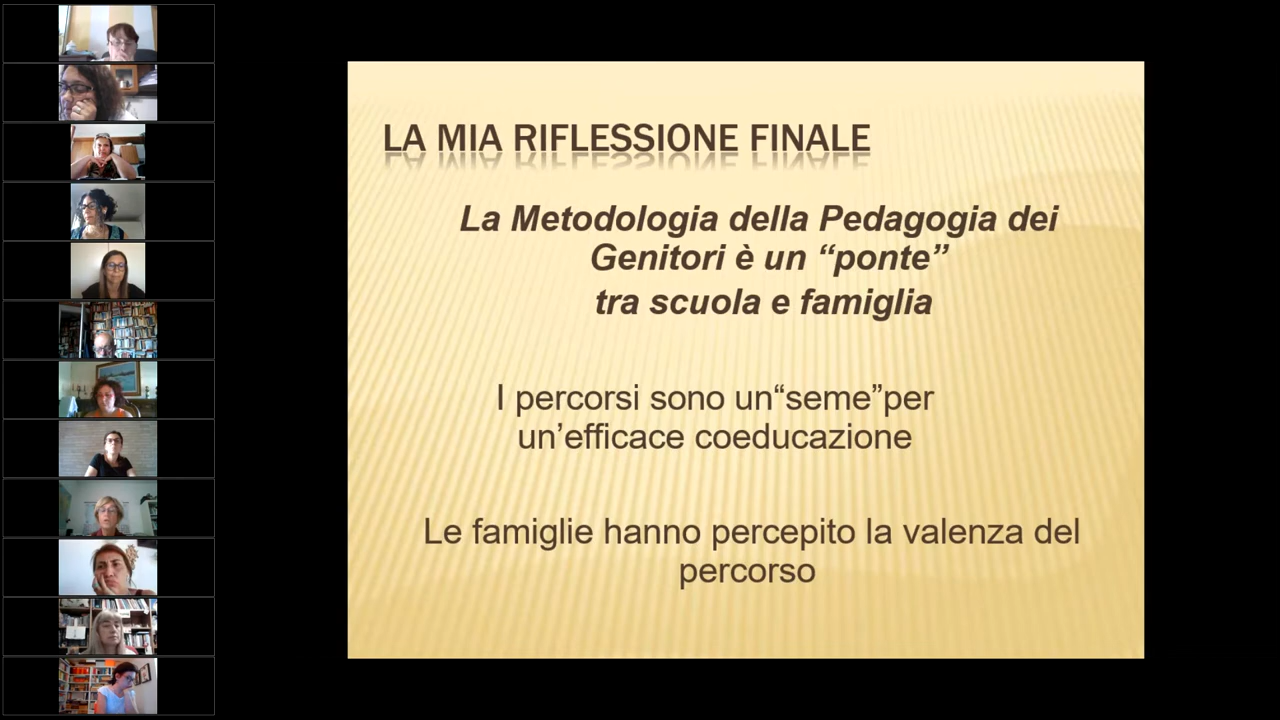 LA MIA RIFLESSIONE FINALE
La Metodologia della Pedagogia dei
Genitori è un “ponte”
tra scuola e famiglia
I percorsi sono un“seme”per
un’efficace coeducazione
Le famiglie hanno percepito la valenza del
percorso